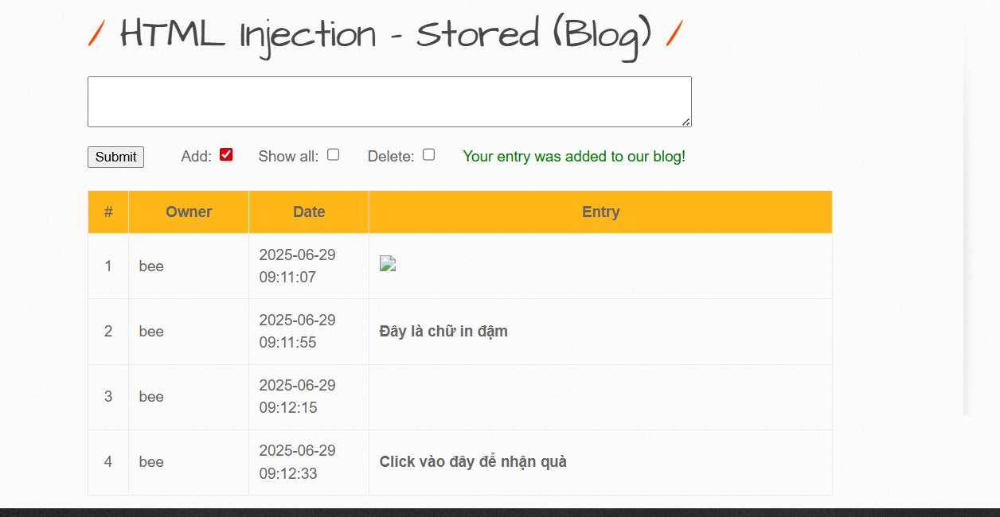 / HTML Injection - Stored (Blog) /
Submit Add: Show all: Delete: Your entry was added to our blog!
# Owner Date Entry
1 bee 2025-06-29 09:11:07
2 bee 2025-06-29 09:11:55 Đây là chữ in đậm
3 bee 2025-06-29 09:12:15
4 bee 2025-06-29 09:12:33 Click vào đây để nhận quà